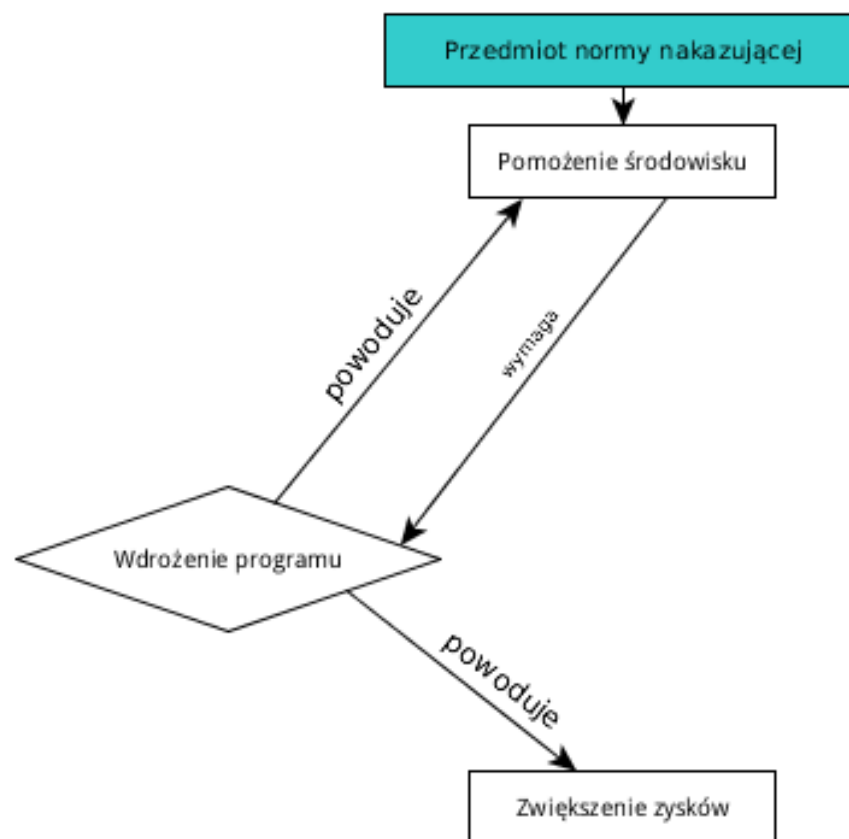 Przedmiot normy nakazującej
Pomożenie środowisku
powoduje
wymaga
Wdrożenie programu
powoduje
Zwiększenie zysków